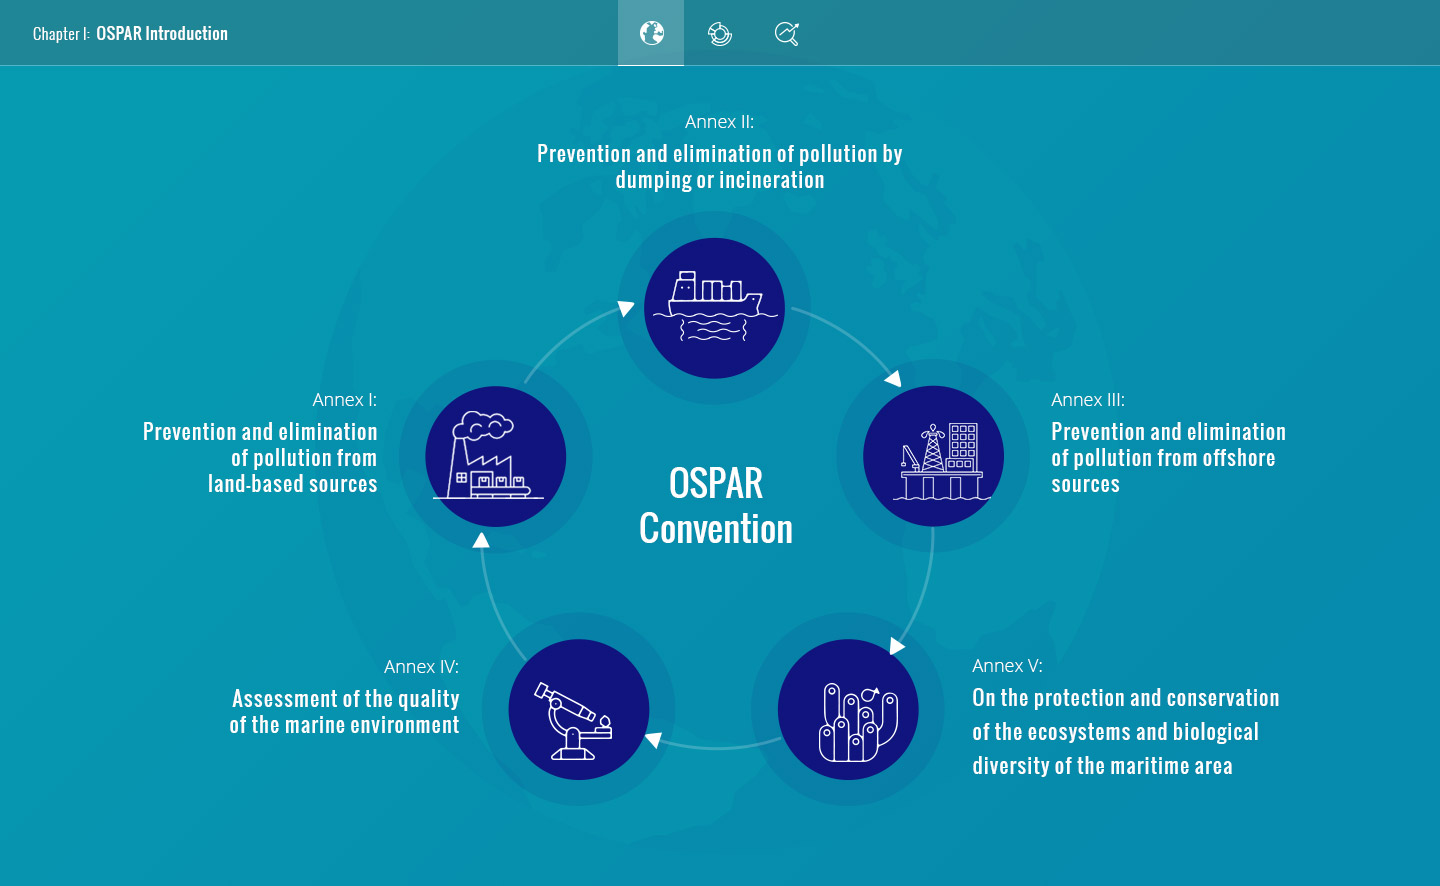 Chapter I: OSPAR Introduction
Annex II:
Prevention and elimination of pollution by
dumping or incineration
Annex I:
Prevention and elimination
of pollution from
land-based sources
Annex III:
Prevention and elimination
of pollution from offshore
sources
OSPAR
Convention
Annex IV:
Assessment of the quality
of the marine environment
Annex V:
On the protection and conservation
of the ecosystems and biological
diversity of the maritime area